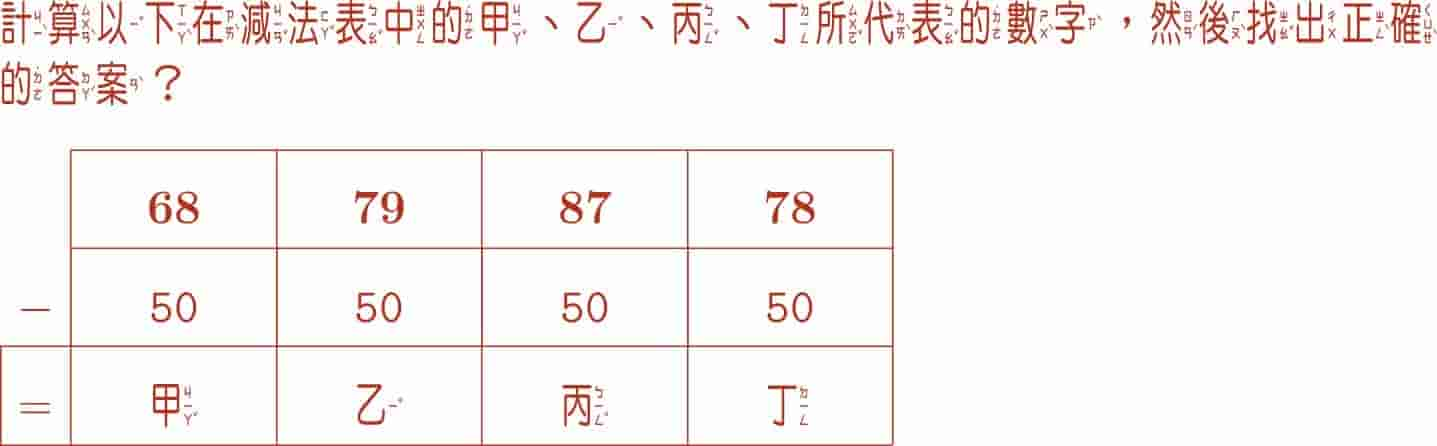 計算以下在減法表中的甲、乙、丙、丁所代表的數字，然後找出正確
的答案？
68 79 87 78
− 50 50 50 50
= 甲 乙 丙 丁